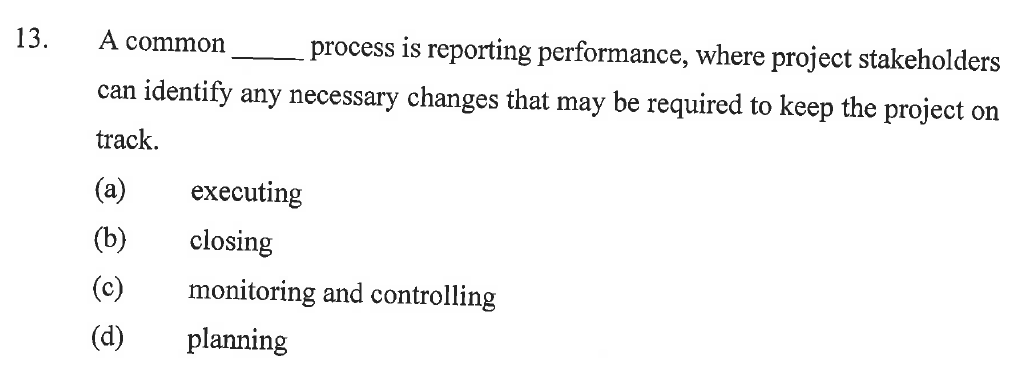 13. A common _____ process is reporting performance, where project stakeholders
can identify any necessary changes that may be required to keep the project on
track.
(a) executing
(b) closing
(c) monitoring and controlling
(d) planning